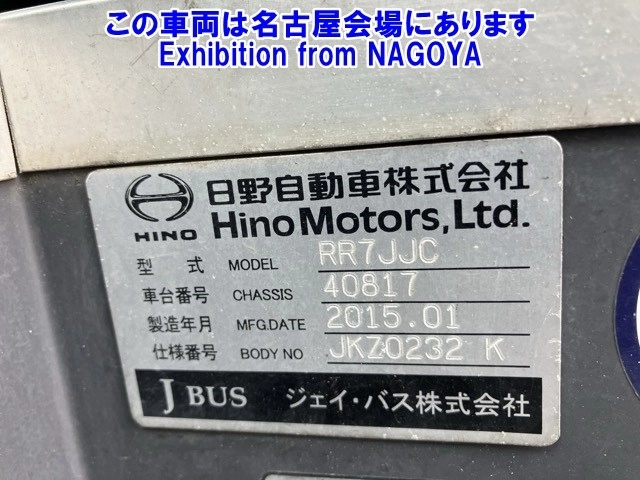 この車両は名古屋会場にあります
Exhibition from NAGOYA
HINO
日野自動車株式会社
Hino Motors, Ltd.
型 式 MODEL RR7JJC
車台番号 CHASSIS 40817
製造年月 MFG.DATE 2015.01
仕様番号 BODY NO JKZ0232 K
J BUS ジェイ・バス株式会社